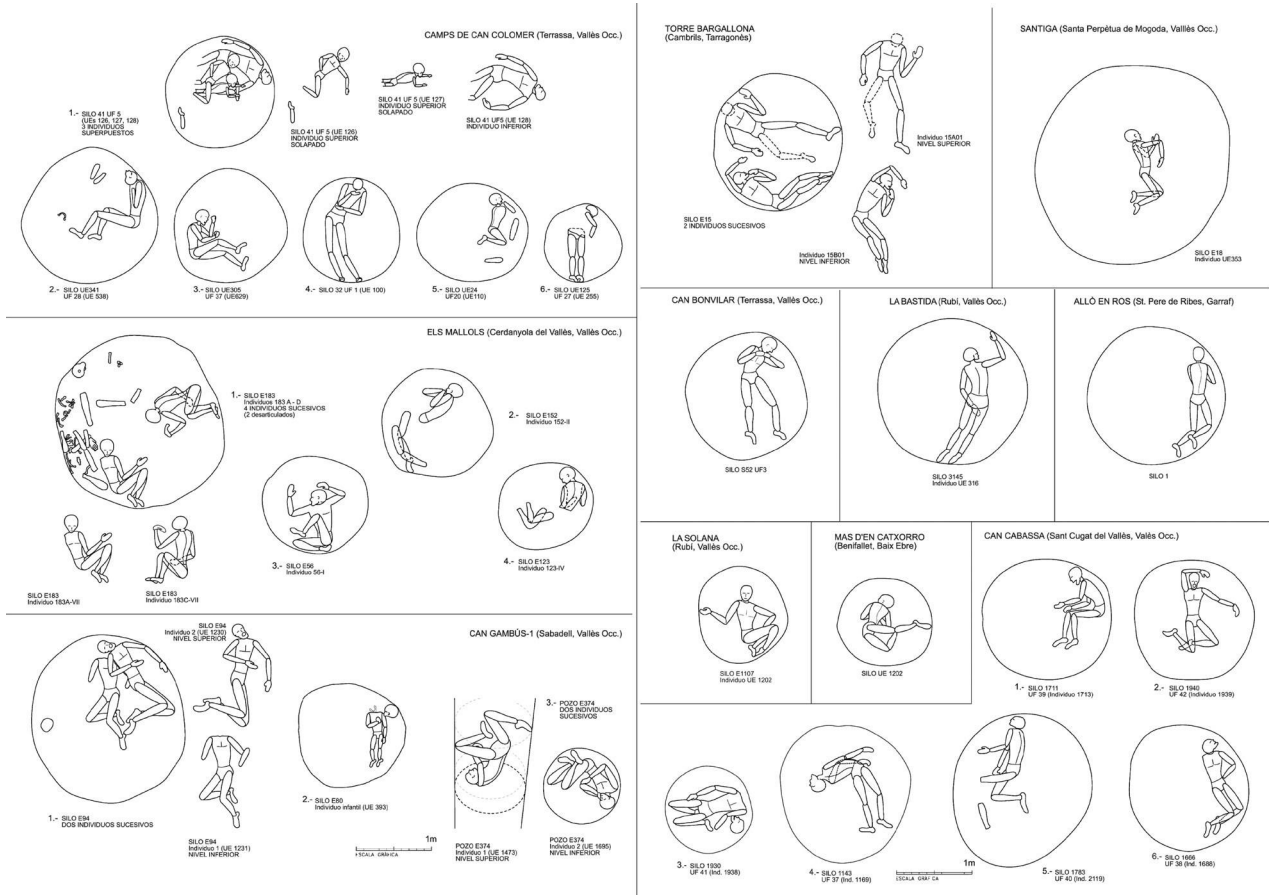 CAMPS DE CAN COLOMER (Terrassa, Vallès Occ.)
1.- SILO 41 UF 5
(UEs 126, 127, 128)
3 INDIVIDUOS
SUPERPUESTOS
SILO 41 UF 5 (UE 126)
INDIVIDUO SUPERIOR
SOLAPADO
SILO 41 UF 5 (UE 127)
INDIVIDUO SUPERIOR
SOLAPADO
SILO 41 UF5 (UE 128)
INDIVIDUO INFERIOR
2.- SILO UE341
UF 28 (UE 538)
3.- SILO UE305
UF 37 (UE629)
4.- SILO 32 UF 1 (UE 100)
5.- SILO UE24
UF20 (UE110)
6.- SILO UE125
UF 27 (UE 255)
ELS MALLOLS (Cerdanyola del Vallès, Vallès Occ.)
1.- SILO E183
Individuos 183 A - D
4 INDIVIDUOS SUCESIVOS
(2 desarticulados)
2.- SILO E152
Individuo 152-II
3.- SILO E56
Individuo 56-I
4.- SILO E123
Individuo 123-IV
SILO E183
Individuo 183A-VII
SILO E183
Individuo 183C-VII
CAN GAMBÚS-1 (Sabadell, Vallès Occ.)
SILO E94
Individuo 2 (UE 1230)
NIVEL SUPERIOR
1.- SILO E94
DOS INDIVIDUOS SUCESIVOS
SILO E94
Individuo 1 (UE 1231)
NIVEL INFERIOR
2.- SILO E80
Individuo infantil (UE 393)
3.- POZO E374
DOS INDIVIDUOS
SUCESIVOS
POZO E374
Individuo 1 (UE 1473)
NIVEL SUPERIOR
POZO E374
Individuo 2 (UE 1695)
NIVEL INFERIOR
1m
ESCALA GRÀFICA
TORRE BARGALLONA
(Cambrils, Tarragonès)
SILO E15
2 INDIVIDUOS SUCESIVOS
Individuo 15A01
NIVEL SUPERIOR
Individuo 15B01
NIVEL INFERIOR
SANTIGA (Santa Perpètua de Mogoda, Valllès Occ.)
SILO E18
Individuo UE353
CAN BONVILAR (Terrassa, Vallès Occ.)
SILO S52 UF3
LA BASTIDA (Rubí, Vallès Occ.)
SILO 3145
Individuo UE 316
ALLÒ EN ROS (St. Pere de Ribes, Garraf)
SILO 1
LA SOLANA
(Rubí, Vallès Occ.)
SILO E1107
Individuo UE 1202
MAS D'EN CATXORRO
(Benifallet, Baix Ebre)
SILO UE 1202
CAN CABASSA (Sant Cugat del Vallès, Valès Occ.)
1.- SILO 1711
UF 39 (Individuo 1713)
2.- SILO 1940
UF 42 (Individuo 1939)
3.- SILO 1930
UF 41 (Ind. 1938)
4.- SILO 1143
UF 37 (Ind. 1169)
1m
ESCALA GRÀFICA
5.- SILO 1783
UF 40 (Ind. 2119)
6.- SILO 1666
UF 38 (Ind. 1688)